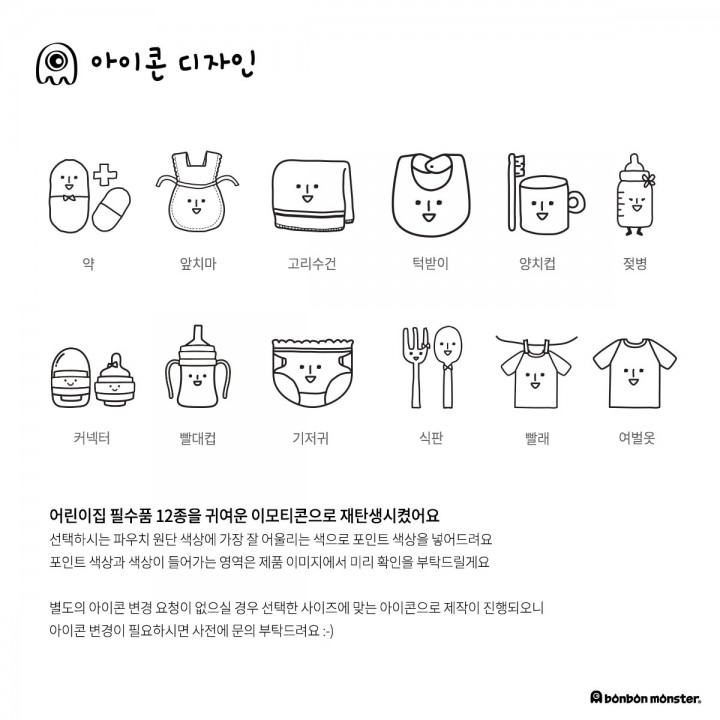 아이콘 디자인
약
앞치마
고리수건
턱받이
양치컵
젖병
커넥터
빨대컵
기저귀
식판
빨래
여벌옷
어린이집 필수품 12종을 귀여운 이모티콘으로 재탄생시켰어요
선택하시는 파우치 원단 색상에 가장 잘 어울리는 색으로 포인트 색상을 넣어드려요
포인트 색상과 색상이 들어가는 영역은 제품 이미지에서 미리 확인을 부탁드릴게요
별도의 아이콘 변경 요청이 없으실 경우 선택한 사이즈에 맞는 아이콘으로 제작이 진행되오니
아이콘 변경이 필요하시면 사전에 문의 부탁드려요 :-)
bonbon monster®